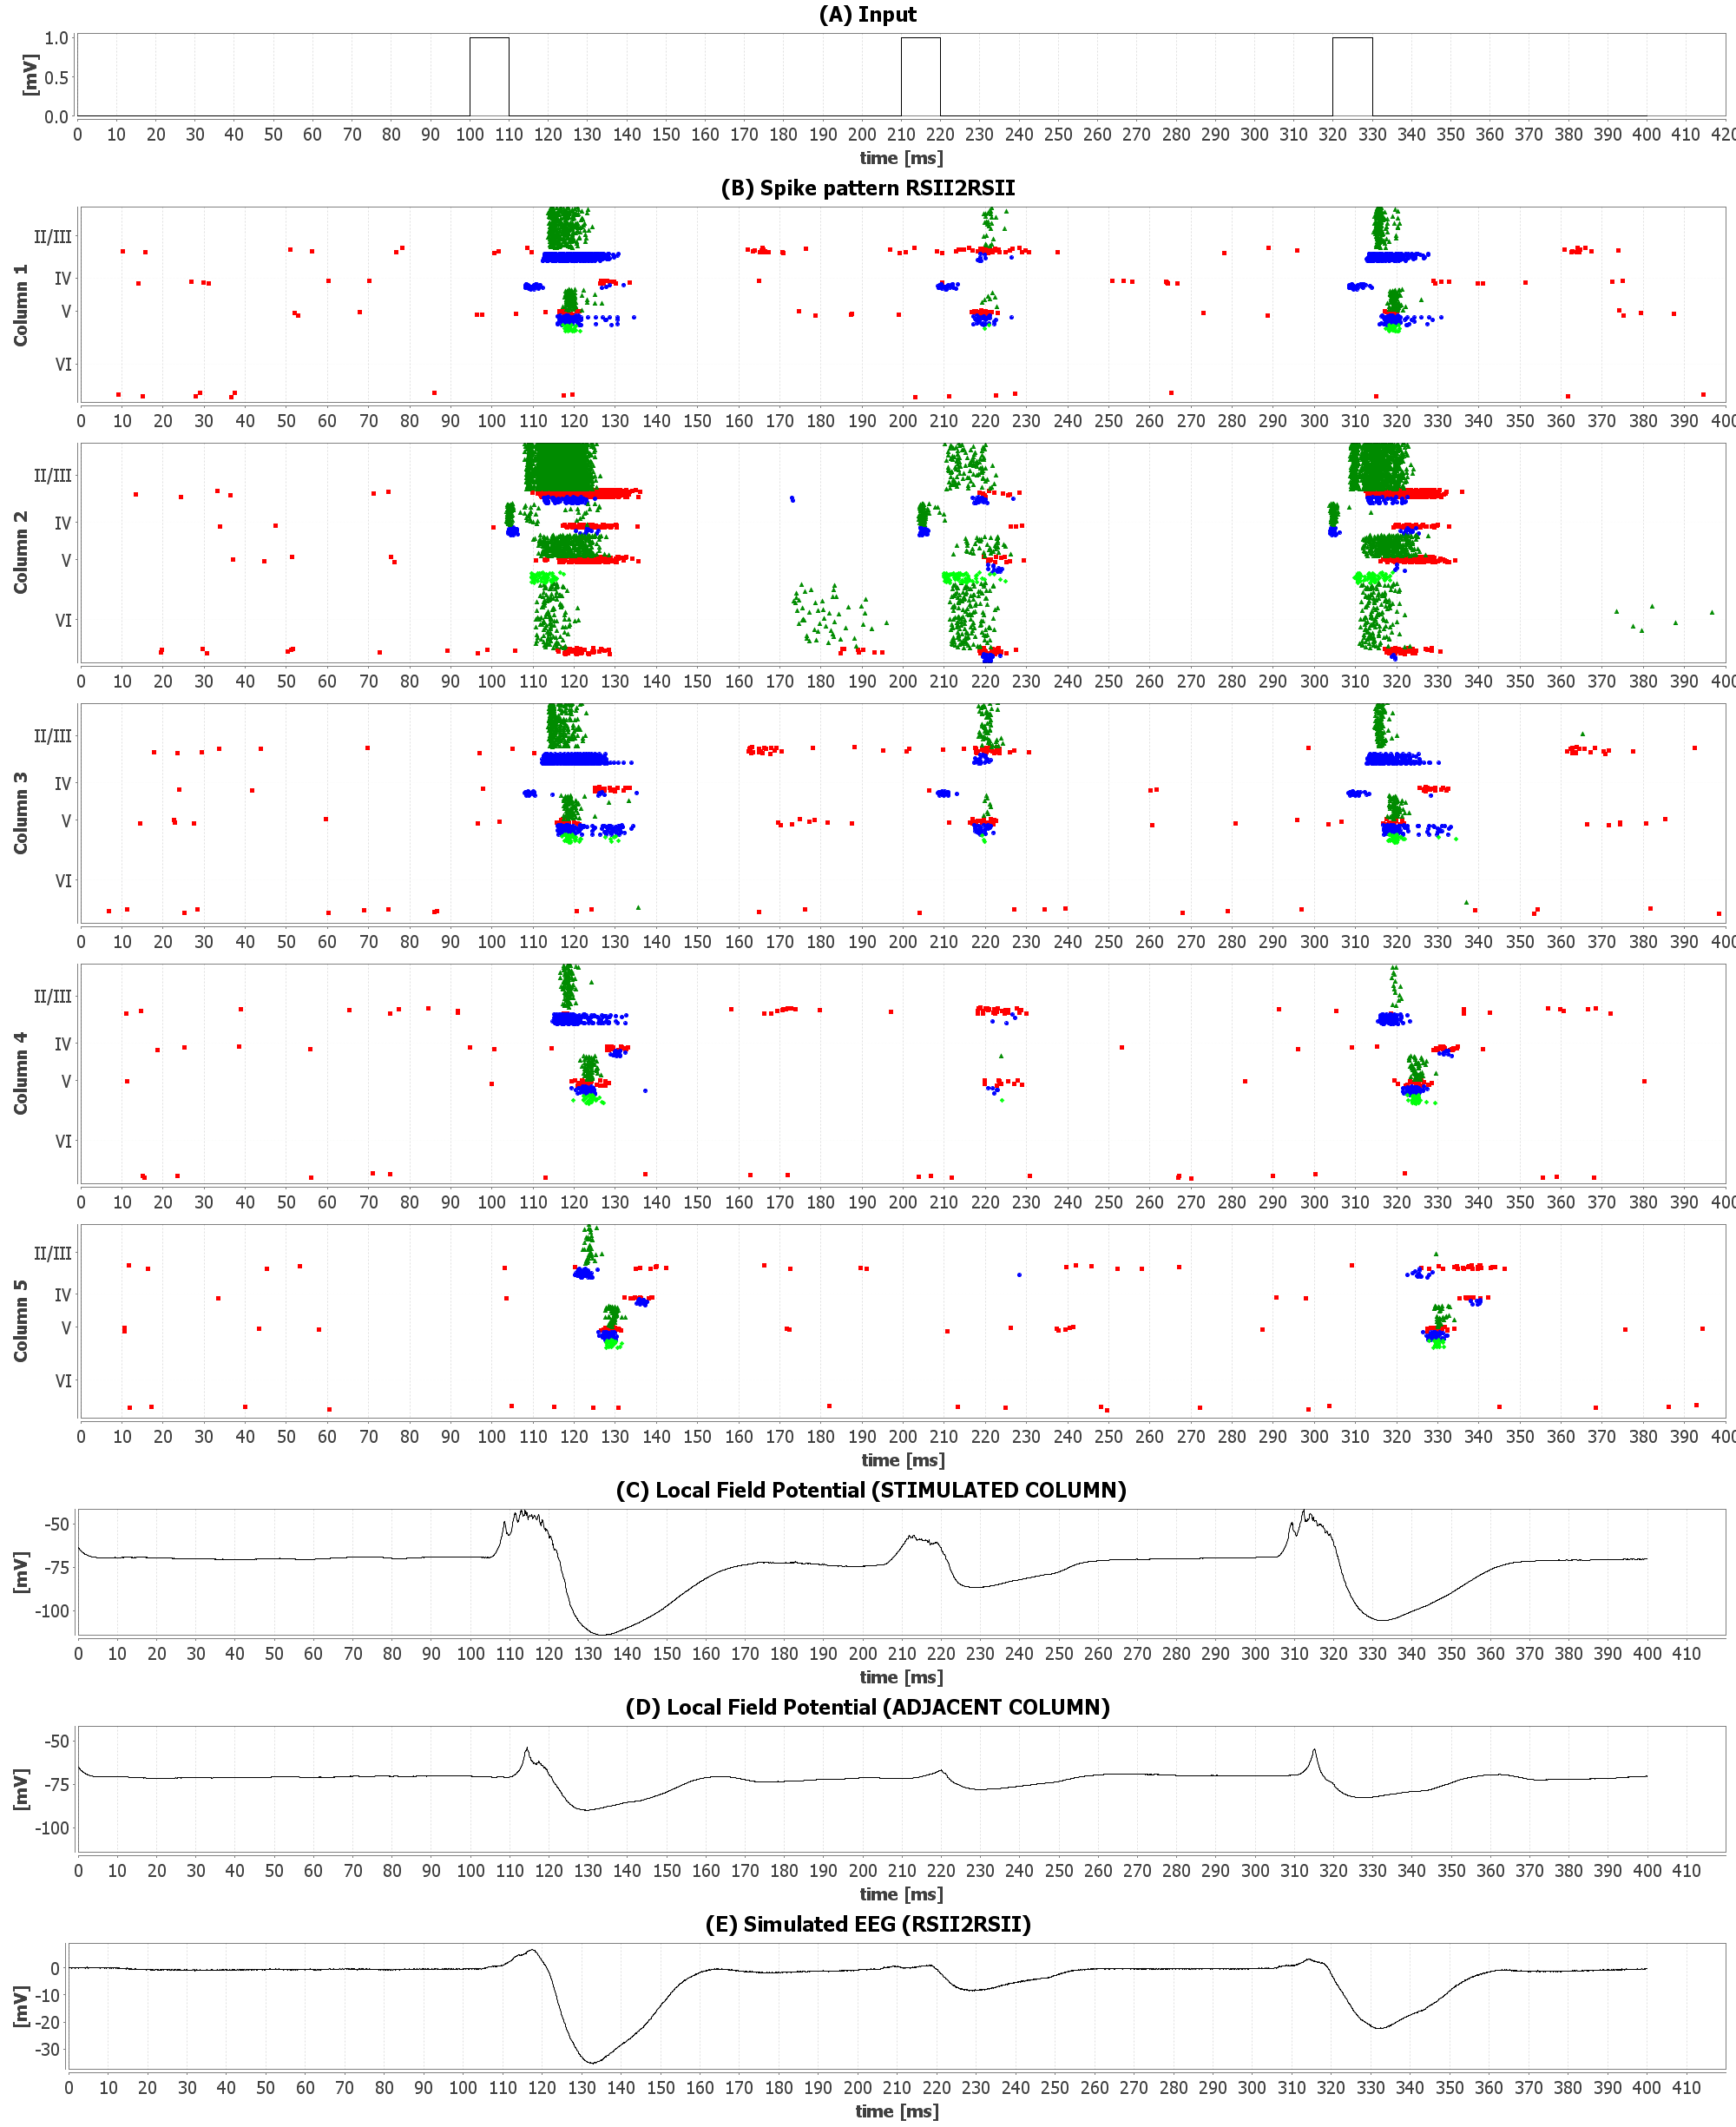 (A) Input
[mV]
1.0
0.5
0.0
0 10 20 30 40 50 60 70 80 90 100 110 120 130 140 150 160 170 180 190 200 210 220 230 240 250 260 270 280 290 300 310 320 330 340 350 360 370 380 390 400 410 420
time [ms]
(B) Spike pattern RSII2RSII
Column 1
II/III
IV
V
VI
0 10 20 30 40 50 60 70 80 90 100 110 120 130 140 150 160 170 180 190 200 210 220 230 240 250 260 270 280 290 300 310 320 330 340 350 360 370 380 390 400
Column 2
II/III
IV
V
VI
0 10 20 30 40 50 60 70 80 90 100 110 120 130 140 150 160 170 180 190 200 210 220 230 240 250 260 270 280 290 300 310 320 330 340 350 360 370 380 390 400
Column 3
II/III
IV
V
VI
0 10 20 30 40 50 60 70 80 90 100 110 120 130 140 150 160 170 180 190 200 210 220 230 240 250 260 270 280 290 300 310 320 330 340 350 360 370 380 390 400
Column 4
II/III
IV
V
VI
0 10 20 30 40 50 60 70 80 90 100 110 120 130 140 150 160 170 180 190 200 210 220 230 240 250 260 270 280 290 300 310 320 330 340 350 360 370 380 390 400
Column 5
II/III
IV
V
VI
0 10 20 30 40 50 60 70 80 90 100 110 120 130 140 150 160 170 180 190 200 210 220 230 240 250 260 270 280 290 300 310 320 330 340 350 360 370 380 390 400
time [ms]
(C) Local Field Potential (STIMULATED COLUMN)
[mV]
-50
-75
-100
0 10 20 30 40 50 60 70 80 90 100 110 120 130 140 150 160 170 180 190 200 210 220 230 240 250 260 270 280 290 300 310 320 330 340 350 360 370 380 390 400 410
time [ms]
(D) Local Field Potential (ADJACENT COLUMN)
[mV]
-50
-75
-100
0 10 20 30 40 50 60 70 80 90 100 110 120 130 140 150 160 170 180 190 200 210 220 230 240 250 260 270 280 290 300 310 320 330 340 350 360 370 380 390 400 410
time [ms]
(E) Simulated EEG (RSII2RSII)
[mV]
0
-10
-20
-30
0 10 20 30 40 50 60 70 80 90 100 110 120 130 140 150 160 170 180 190 200 210 220 230 240 250 260 270 280 290 300 310 320 330 340 350 360 370 380 390 400 410
time [ms]